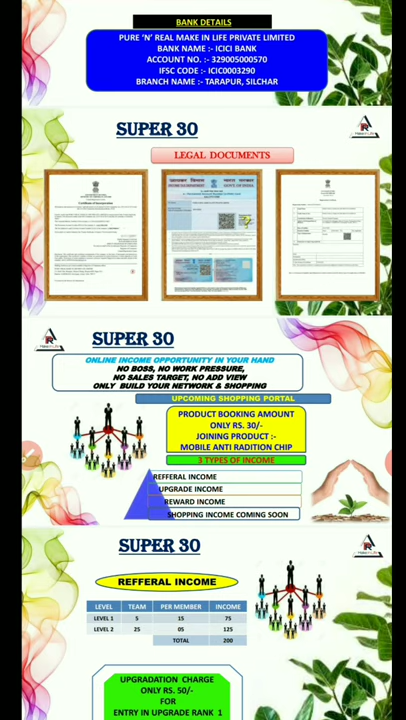 BANK DETAILS
PURE 'N' REAL MAKE IN LIFE PRIVATE LIMITED
BANK NAME :- ICICI BANK
ACCOUNT NO. :- 329005000570
IFSC CODE :- ICIC0003290
BRANCH NAME :- TARAPUR, SILCHAR
SUPER 30
LEGAL DOCUMENTS
SUPER 30
ONLINE INCOME OPPORTUNITY IN YOUR HAND
NO BOSS, NO WORK PRESSURE,
NO SALES TARGET, NO ADD VIEW
ONLY BUILD YOUR NETWORK & SHOPPING
UPCOMING SHOPPING PORTAL
PRODUCT BOOKING AMOUNT
ONLY RS. 30/-
JOINING PRODUCT :-
MOBILE ANTI RADITION CHIP
3 TYPES OF INCOME
REFFERAL INCOME
UPGRADE INCOME
REWARD INCOME
SHOPPING INCOME COMING SOON
SUPER 30
REFFERAL INCOME
LEVEL TEAM PER MEMBER INCOME
LEVEL 1 5 15 75
LEVEL 2 25 05 125
TOTAL 200
UPGRADATION CHARGE
ONLY RS. 50/-
FOR
ENTRY IN UPGRADE RANK 1